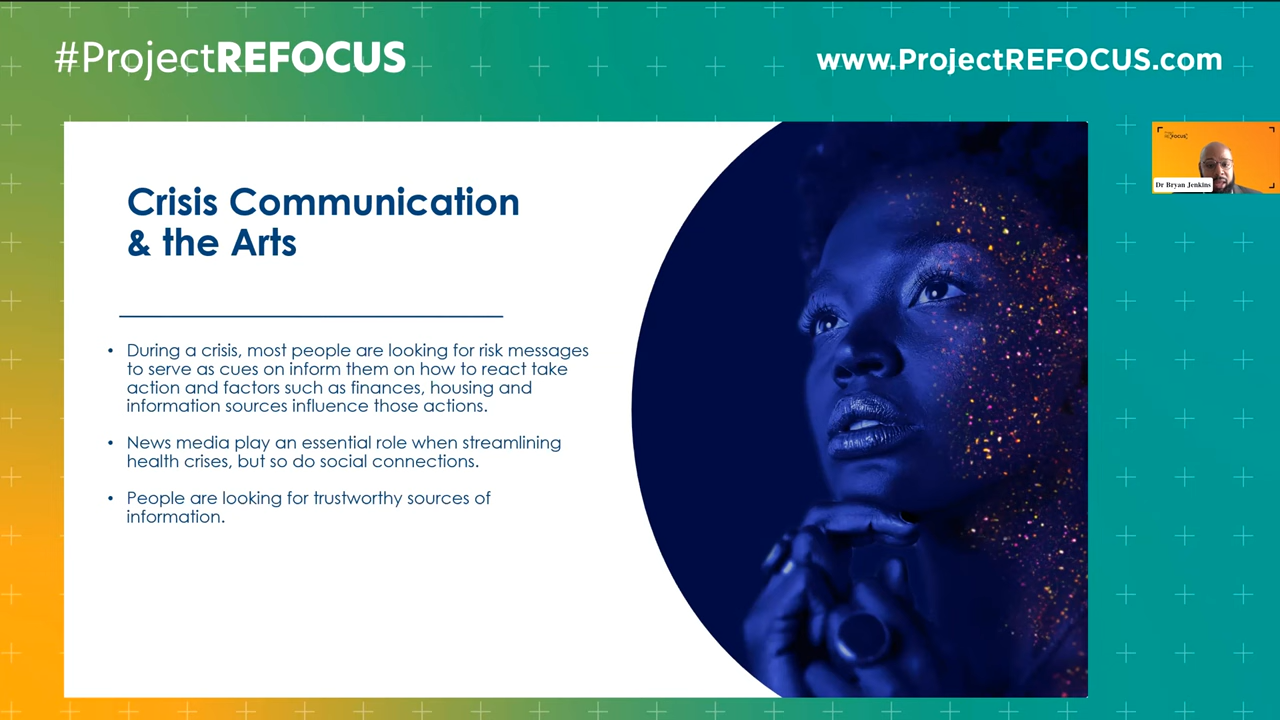 #ProjectREFOCUS
www.ProjectREFOCUS.com
Crisis Communication
& the Arts
• During a crisis, most people are looking for risk messages
to serve as cues on inform them on how to react take
action and factors such as finances, housing and
information sources influence those actions.
• News media play an essential role when streamlining
health crises, but so do social connections.
• People are looking for trustworthy sources of
information.
REFOCUS
Dr Bryan Jenkins